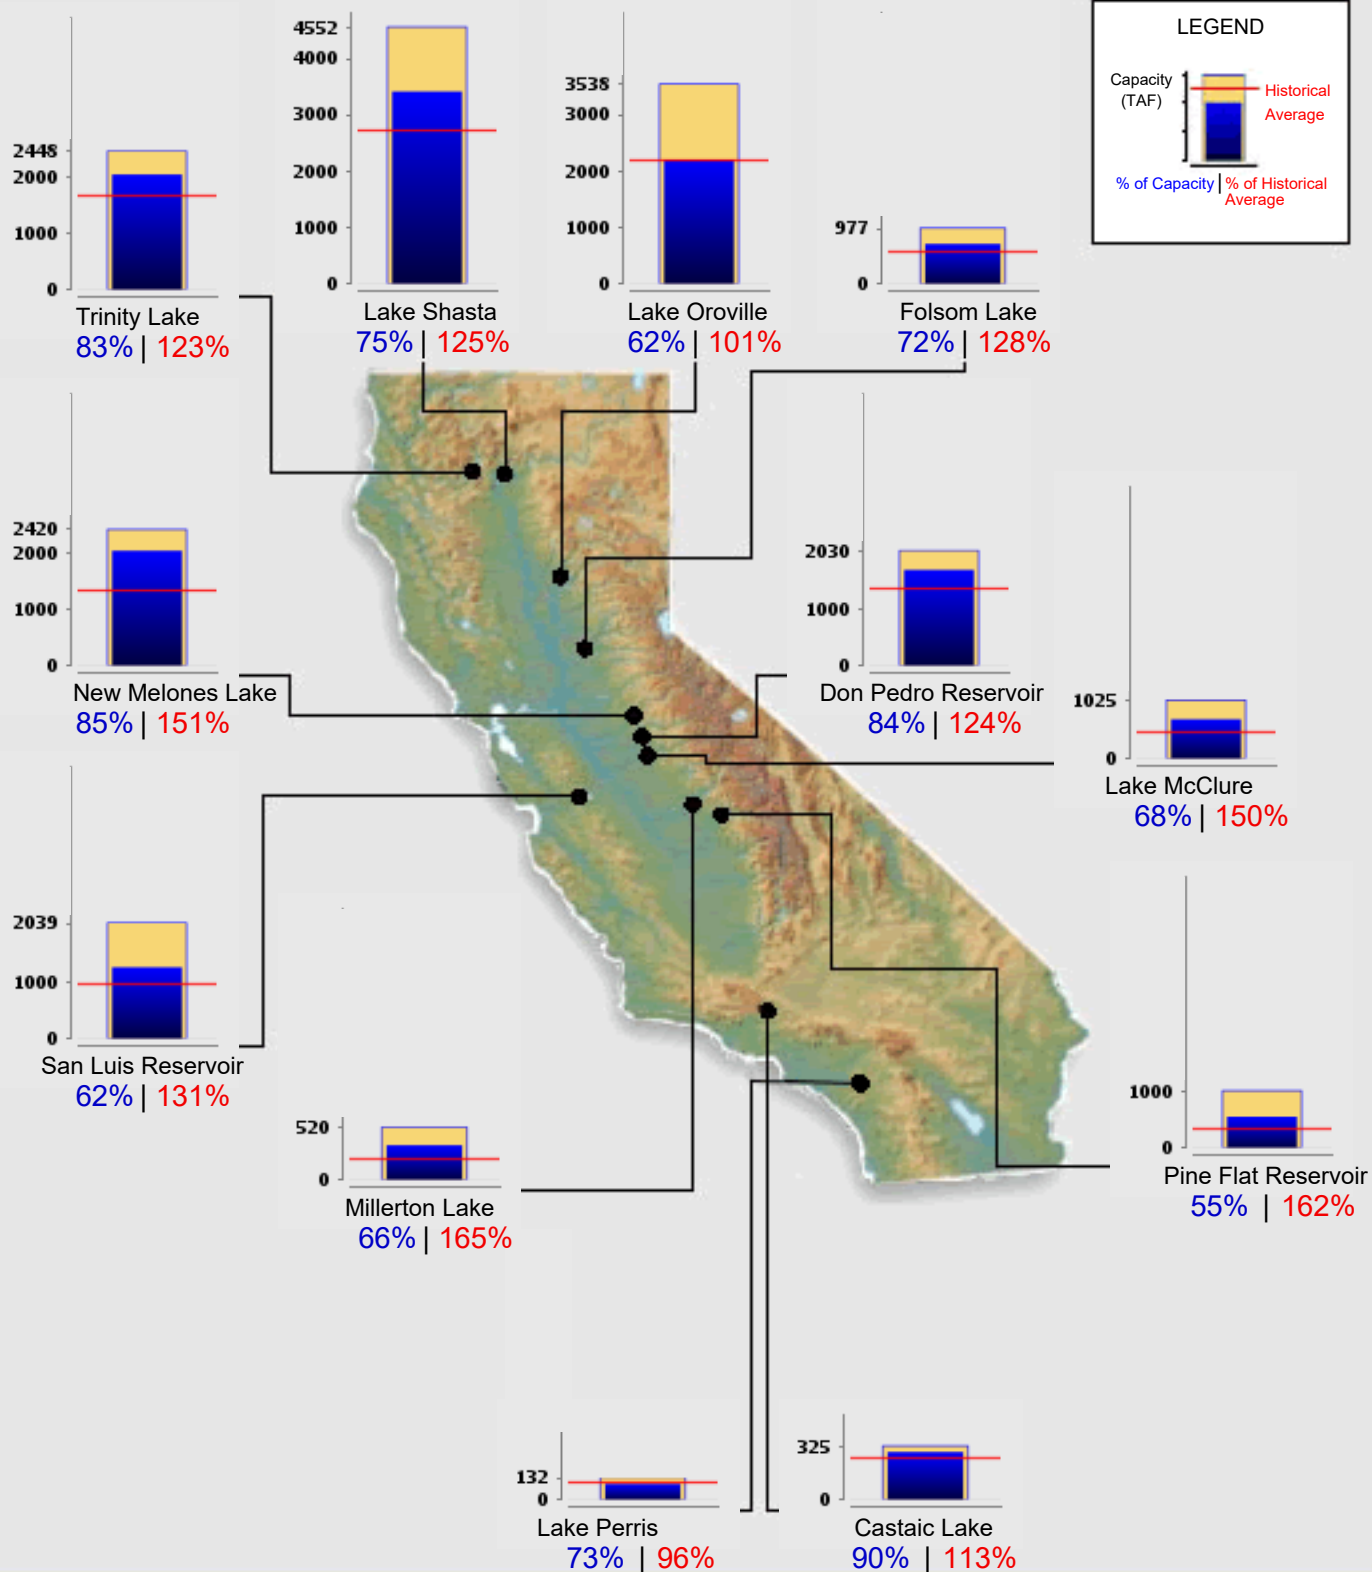 LEGEND
Capacity
(TAF)
Historical
Average
% of Capacity | % of Historical
Average
2448
2000
1000
0
Trinity Lake
83% | 123%
4552
4000
3000
2000
1000
0
Lake Shasta
75% | 125%
3538
3000
2000
1000
0
Lake Oroville
62% | 101%
977
0
Folsom Lake
72% | 128%
2420
2000
1000
0
New Melones Lake
85% | 151%
2030
1000
0
Don Pedro Reservoir
84% | 124%
1025
0
Lake McClure
68% | 150%
2039
1000
0
San Luis Reservoir
62% | 131%
520
0
Millerton Lake
66% | 165%
1000
0
Pine Flat Reservoir
55% | 162%
132
0
Lake Perris
73% | 96%
325
0
Castaic Lake
90% | 113%